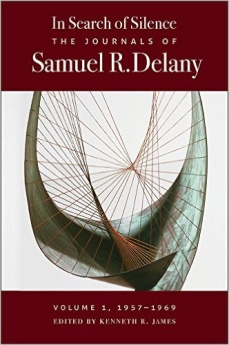 In Search of Silence
THE JOURNALS OF
Samuel R. Delany
VOLUME 1, 1957–1969
EDITED BY KENNETH R. JAMES